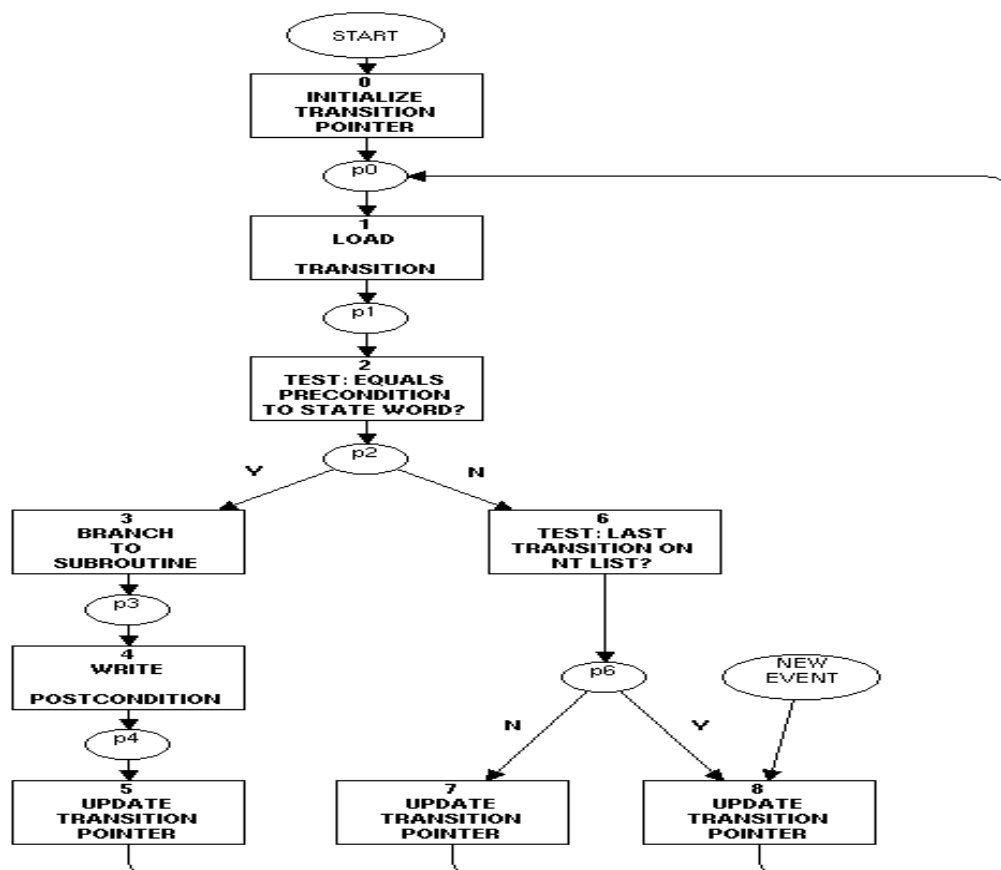 START
0
INITIALIZE
TRANSITION
POINTER
p0
1
LOAD
TRANSITION
p1
2
TEST: EQUALS
PRECONDITION
TO STATE WORD?
p2
Y
N
3
BRANCH
TO
SUBROUTINE
6
TEST: LAST
TRANSITION ON
NT LIST?
p3
4
WRITE
POSTCONDITION
p6
NEW
EVENT
N
Y
p4
5
UPDATE
TRANSITION
POINTER
7
UPDATE
TRANSITION
POINTER
8
UPDATE
TRANSITION
POINTER